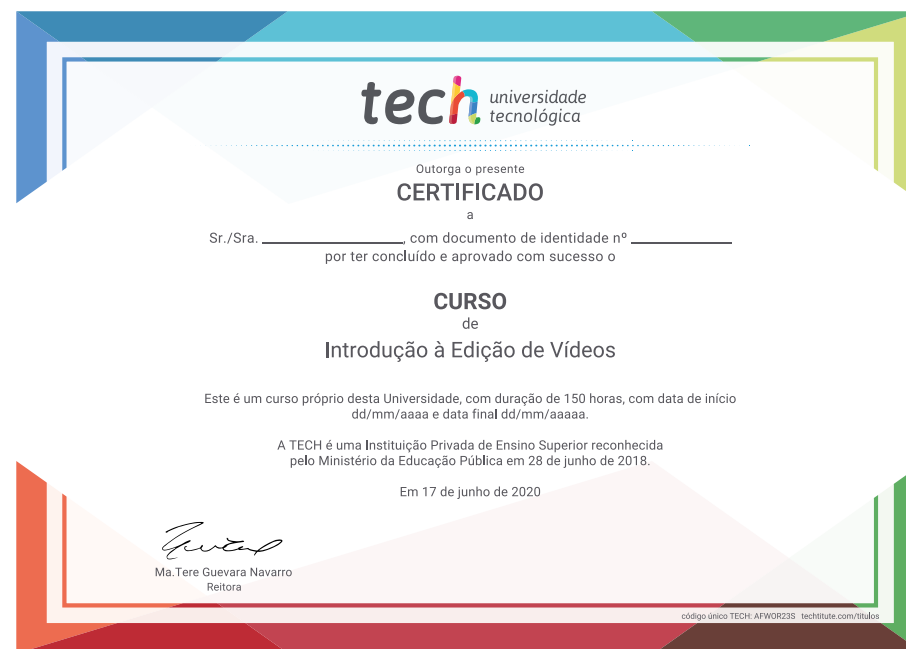 tech universidade
tecnológica
Outorga o presente
CERTIFICADO
a
Sr./Sra. ________________, com documento de identidade nº ____________
por ter concluído e aprovado com sucesso o
CURSO
de
Introdução à Edição de Vídeos
Este é um curso próprio desta Universidade, com duração de 150 horas, com data de início
dd/mm/aaaa e data final dd/mm/aaaaa.
A TECH é uma Instituição Privada de Ensino Superior reconhecida
pelo Ministério da Educação Pública em 28 de junho de 2018.
Em 17 de junho de 2020
Ma.Tere Guevara Navarro
Reitora
código único TECH: AFWOR23S techtitute.com/titulos